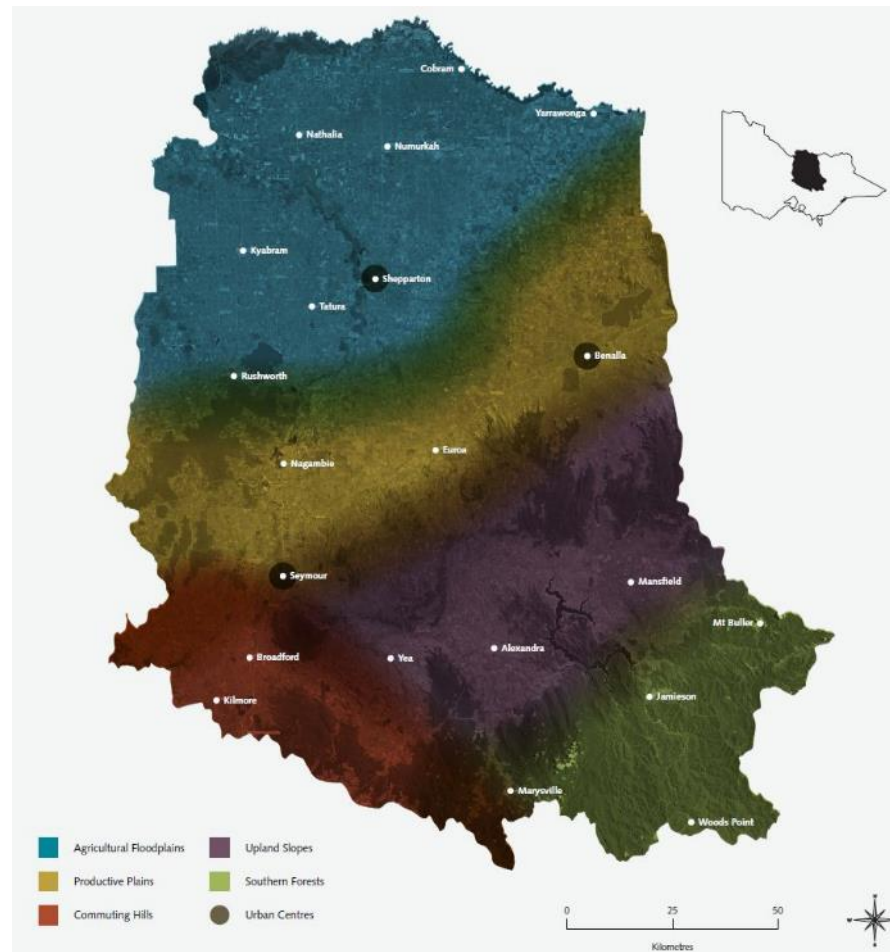 Cobram
Yarrawonga
Nathalia
Numurkah
Kyabram
Shepparton
Tatura
Benalla
Rushworth
Euroa
Nagambie
Seymour
Mansfield
Mt Buller
Alexandra
Broadford
Yea
Jamieson
Kilmore
Marysville
Woods Point
Agricultural Floodplains
Upland Slopes
Productive Plains
Southern Forests
Commuting Hills
Urban Centres
0 25 50
Kilometres